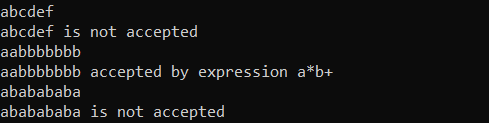 abcdef
abcdef is not accepted
aabbbbbbb
aabbbbbbb accepted by expression a*b+
ababababa
ababababa is not accepted